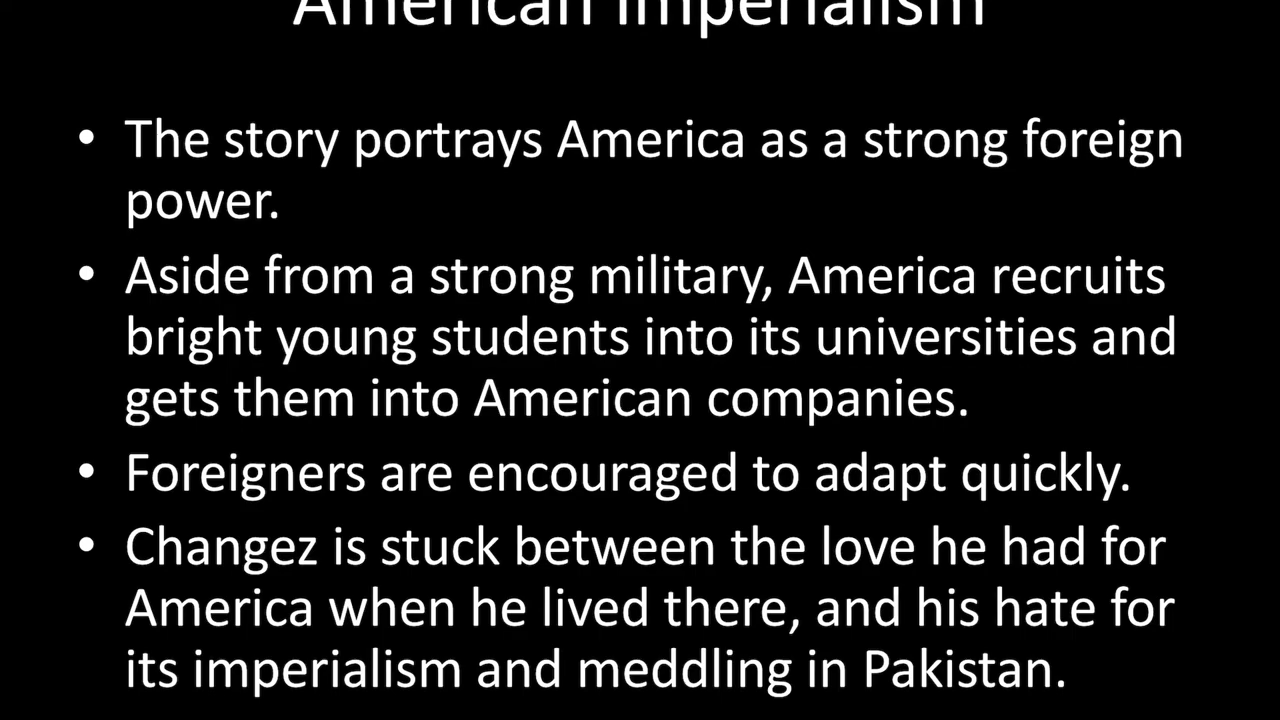 American Imperialism
• The story portrays America as a strong foreign
power.
• Aside from a strong military, America recruits
bright young students into its universities and
gets them into American companies.
• Foreigners are encouraged to adapt quickly.
• Changez is stuck between the love he had for
America when he lived there, and his hate for
its imperialism and meddling in Pakistan.